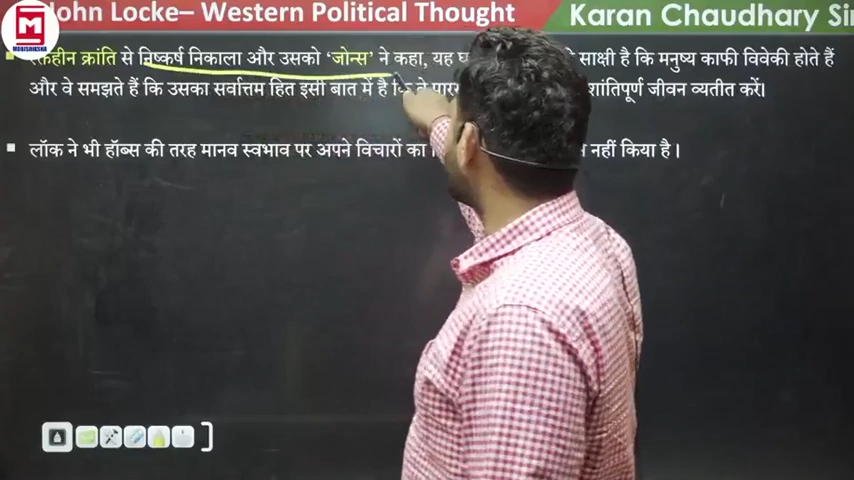 John Locke– Western Political Thought
Karan Chaudhary Si
M
MOBISHIKSHA
रक्तहीन क्रांति से निष्कर्ष निकाला और उसको ‘जोन्स’ ने कहा, यह साक्षी है कि मनुष्य काफी विवेकी होते हैं
और वे समझते हैं कि उसका सर्वात्तम हित इसी बात में है कि वे शांतिपूर्ण जीवन व्यतीत करें।
लॉक ने भी हॉब्स की तरह मानव स्वभाव पर अपने विचारों का नहीं किया है।